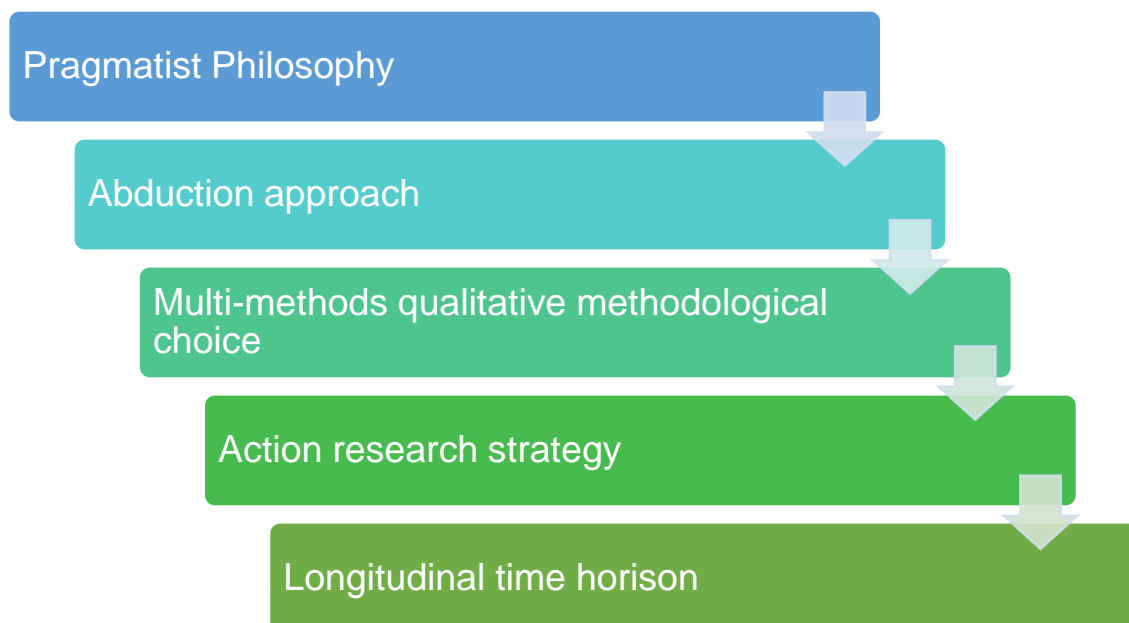 Pragmatist Philosophy
Abduction approach
Multi-methods qualitative methodological
choice
Action research strategy
Longitudinal time horison